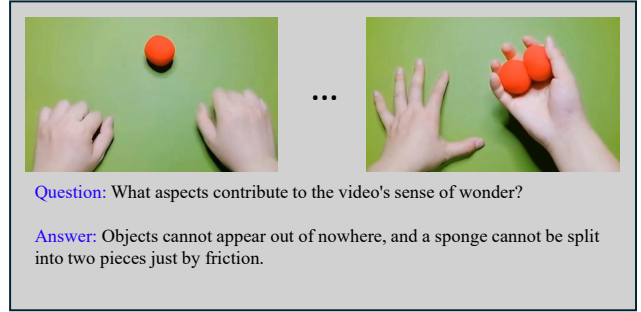 ...
Question: What aspects contribute to the video's sense of wonder?
Answer: Objects cannot appear out of nowhere, and a sponge cannot be split
into two pieces just by friction.